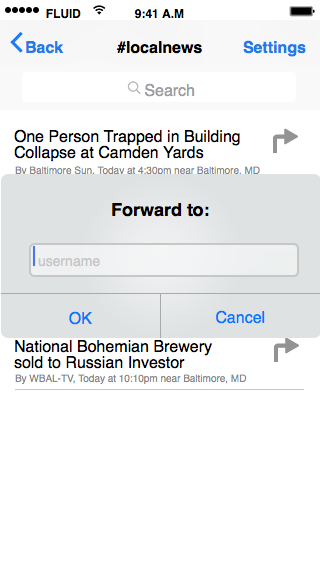 FLUID 9:41 A.M
Back #localnews Settings
Search
One Person Trapped in Building
Collapse at Camden Yards
By Baltimore Sun, Today at 4:30pm near Baltimore, MD
Forward to:
username
OK Cancel
National Bohemian Brewery
sold to Russian Investor
By WBAL-TV, Today at 10:10pm near Baltimore, MD